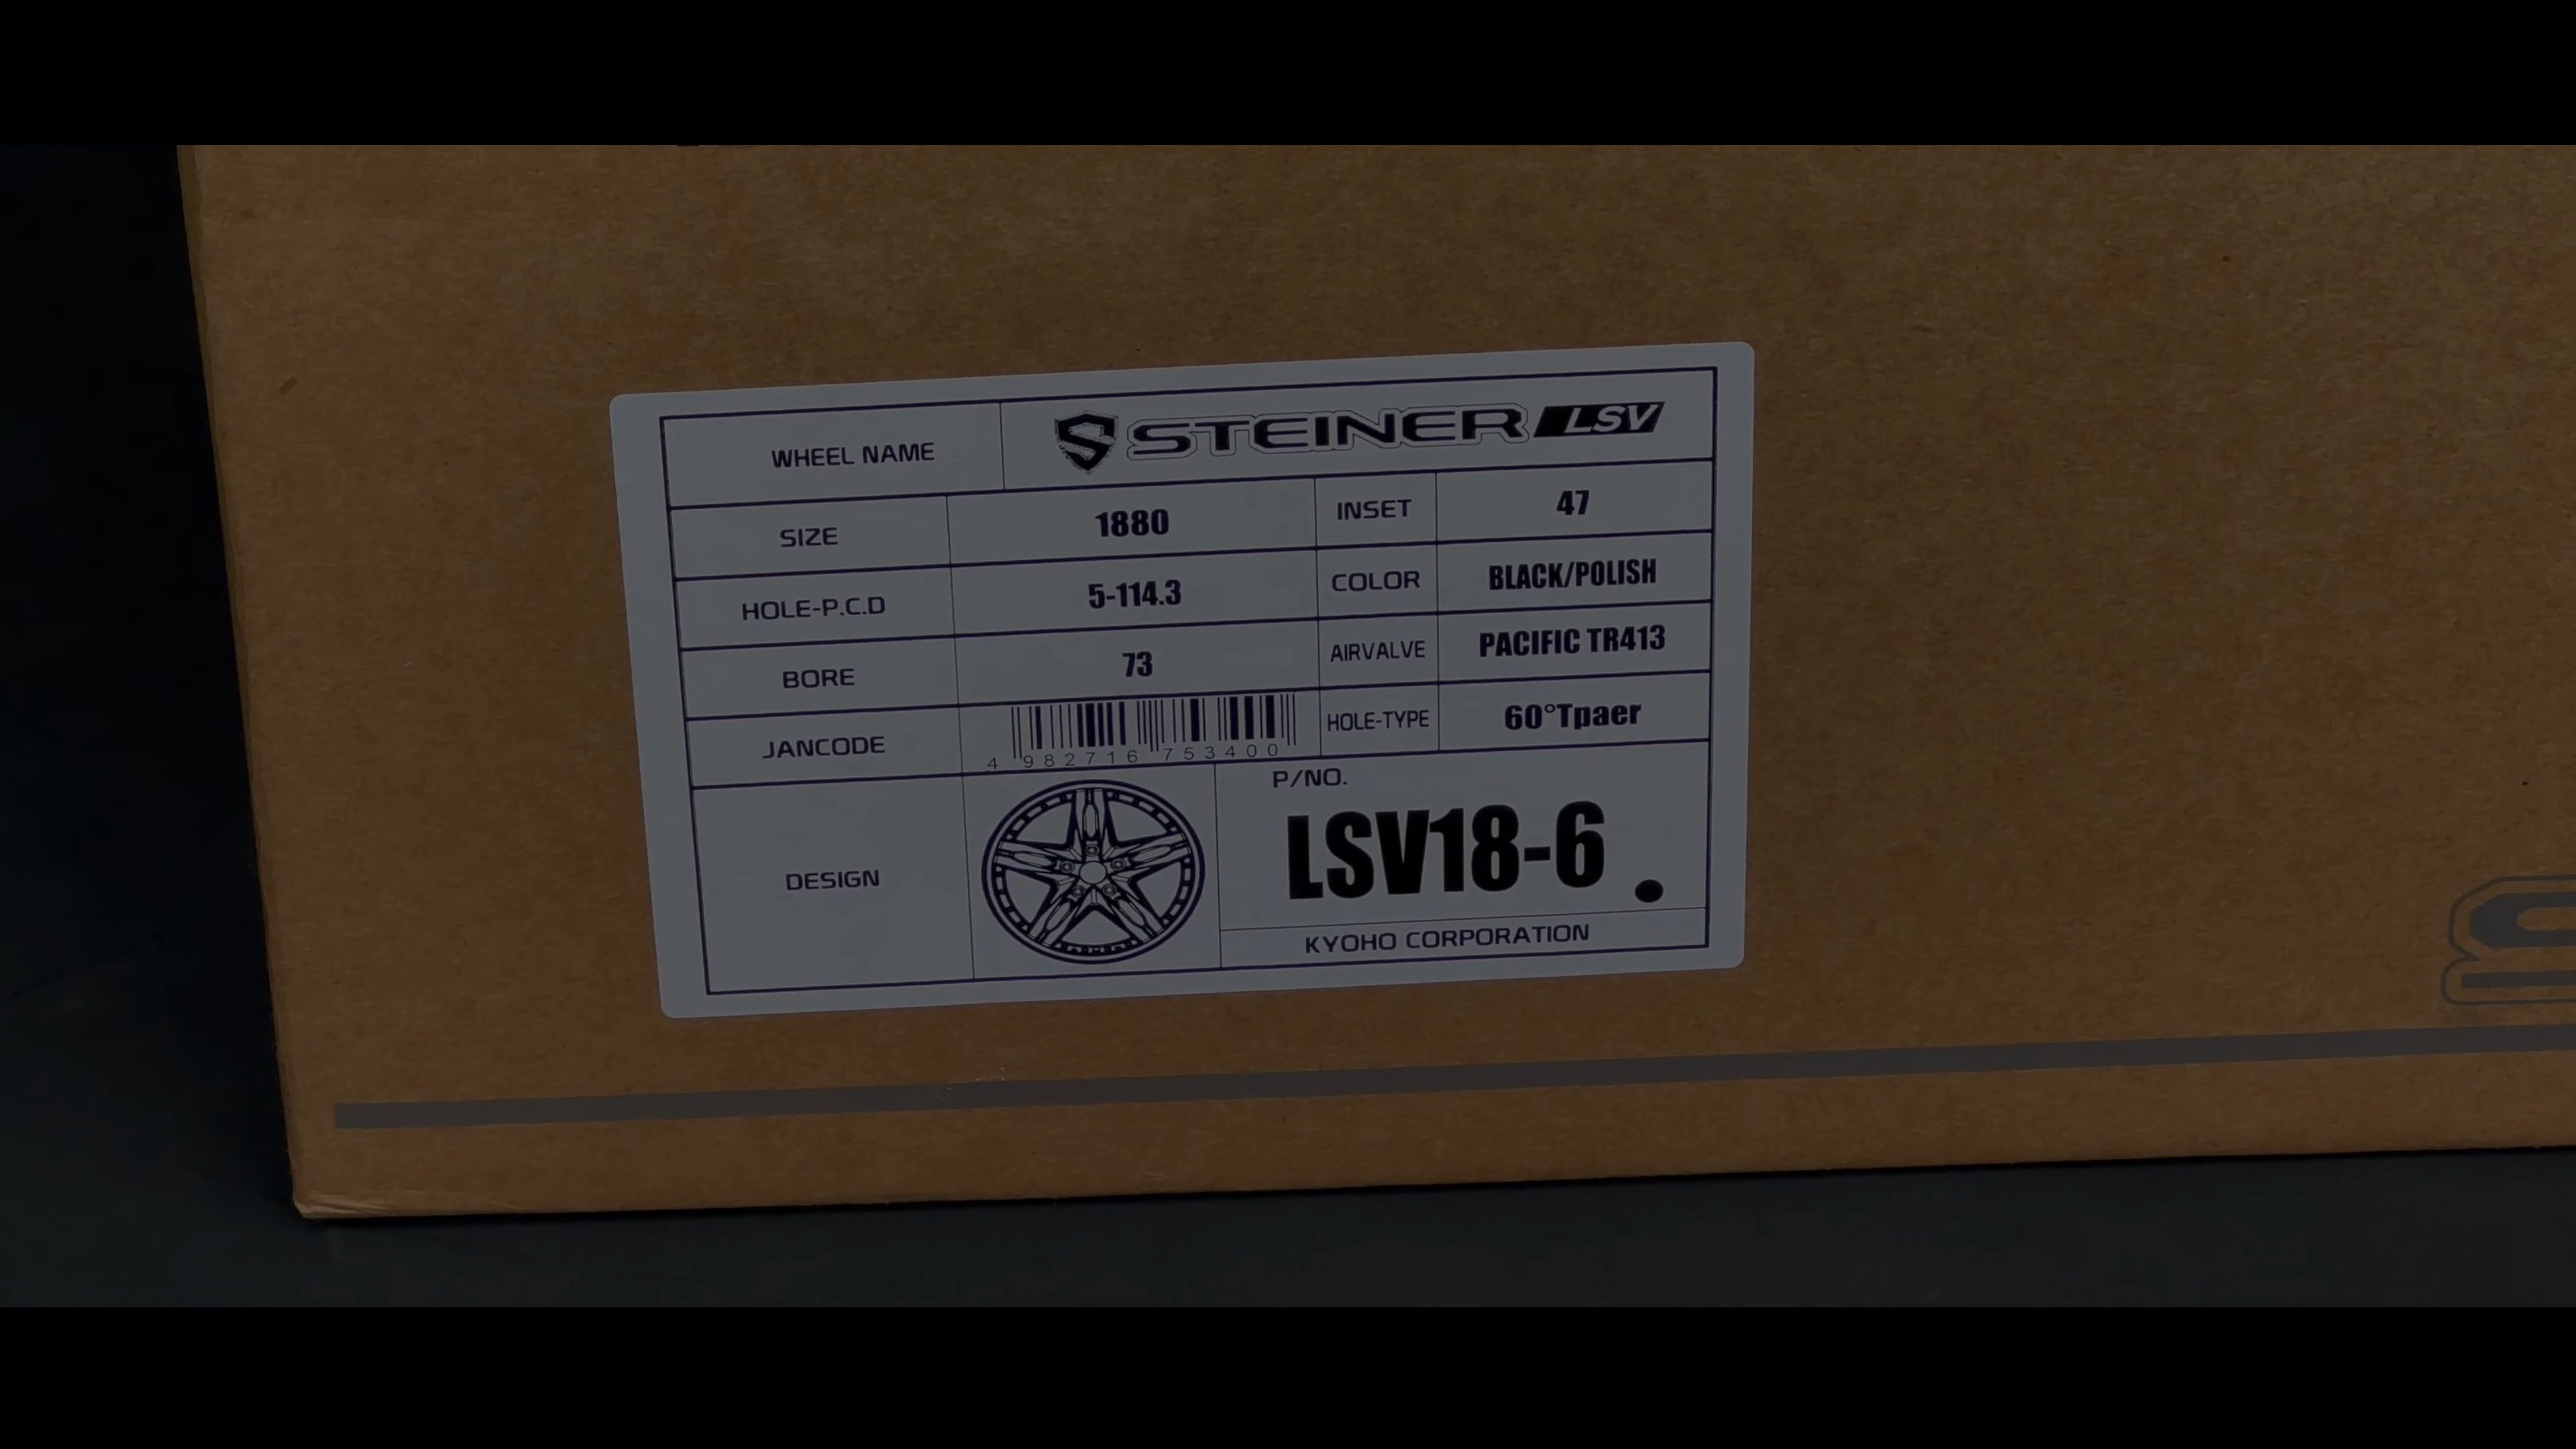 WHEEL NAME STEINER LSV
SIZE 1880 INSET 47
HOLE-P.C.D 5-114.3 COLOR BLACK/POLISH
BORE 73 AIRVALVE PACIFIC TR413
JANCODE 4 982716 753400 HOLE-TYPE 60°Tpaer
DESIGN P/NO.
LSV18-6
KYOHO CORPORATION
S